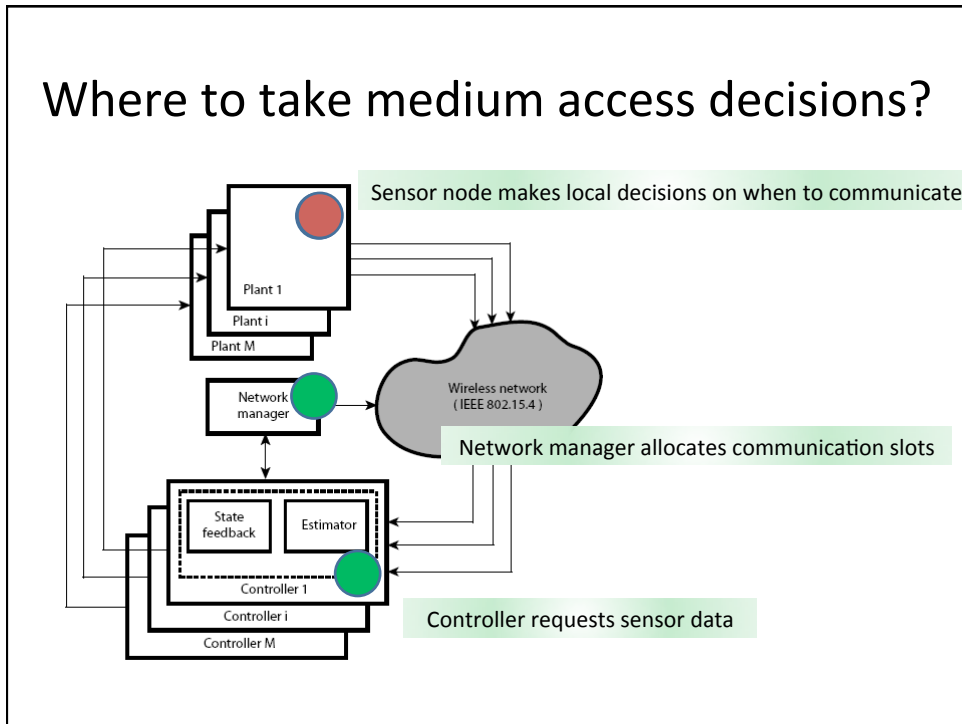 Where to take medium access decisions?
Sensor node makes local decisions on when to communicate
Plant 1
Plant i
Plant M
Network
manager
Wireless network
( IEEE 802.15.4 )
Network manager allocates communication slots
State
feedback
Estimator
Controller 1
Controller i
Controller M
Controller requests sensor data